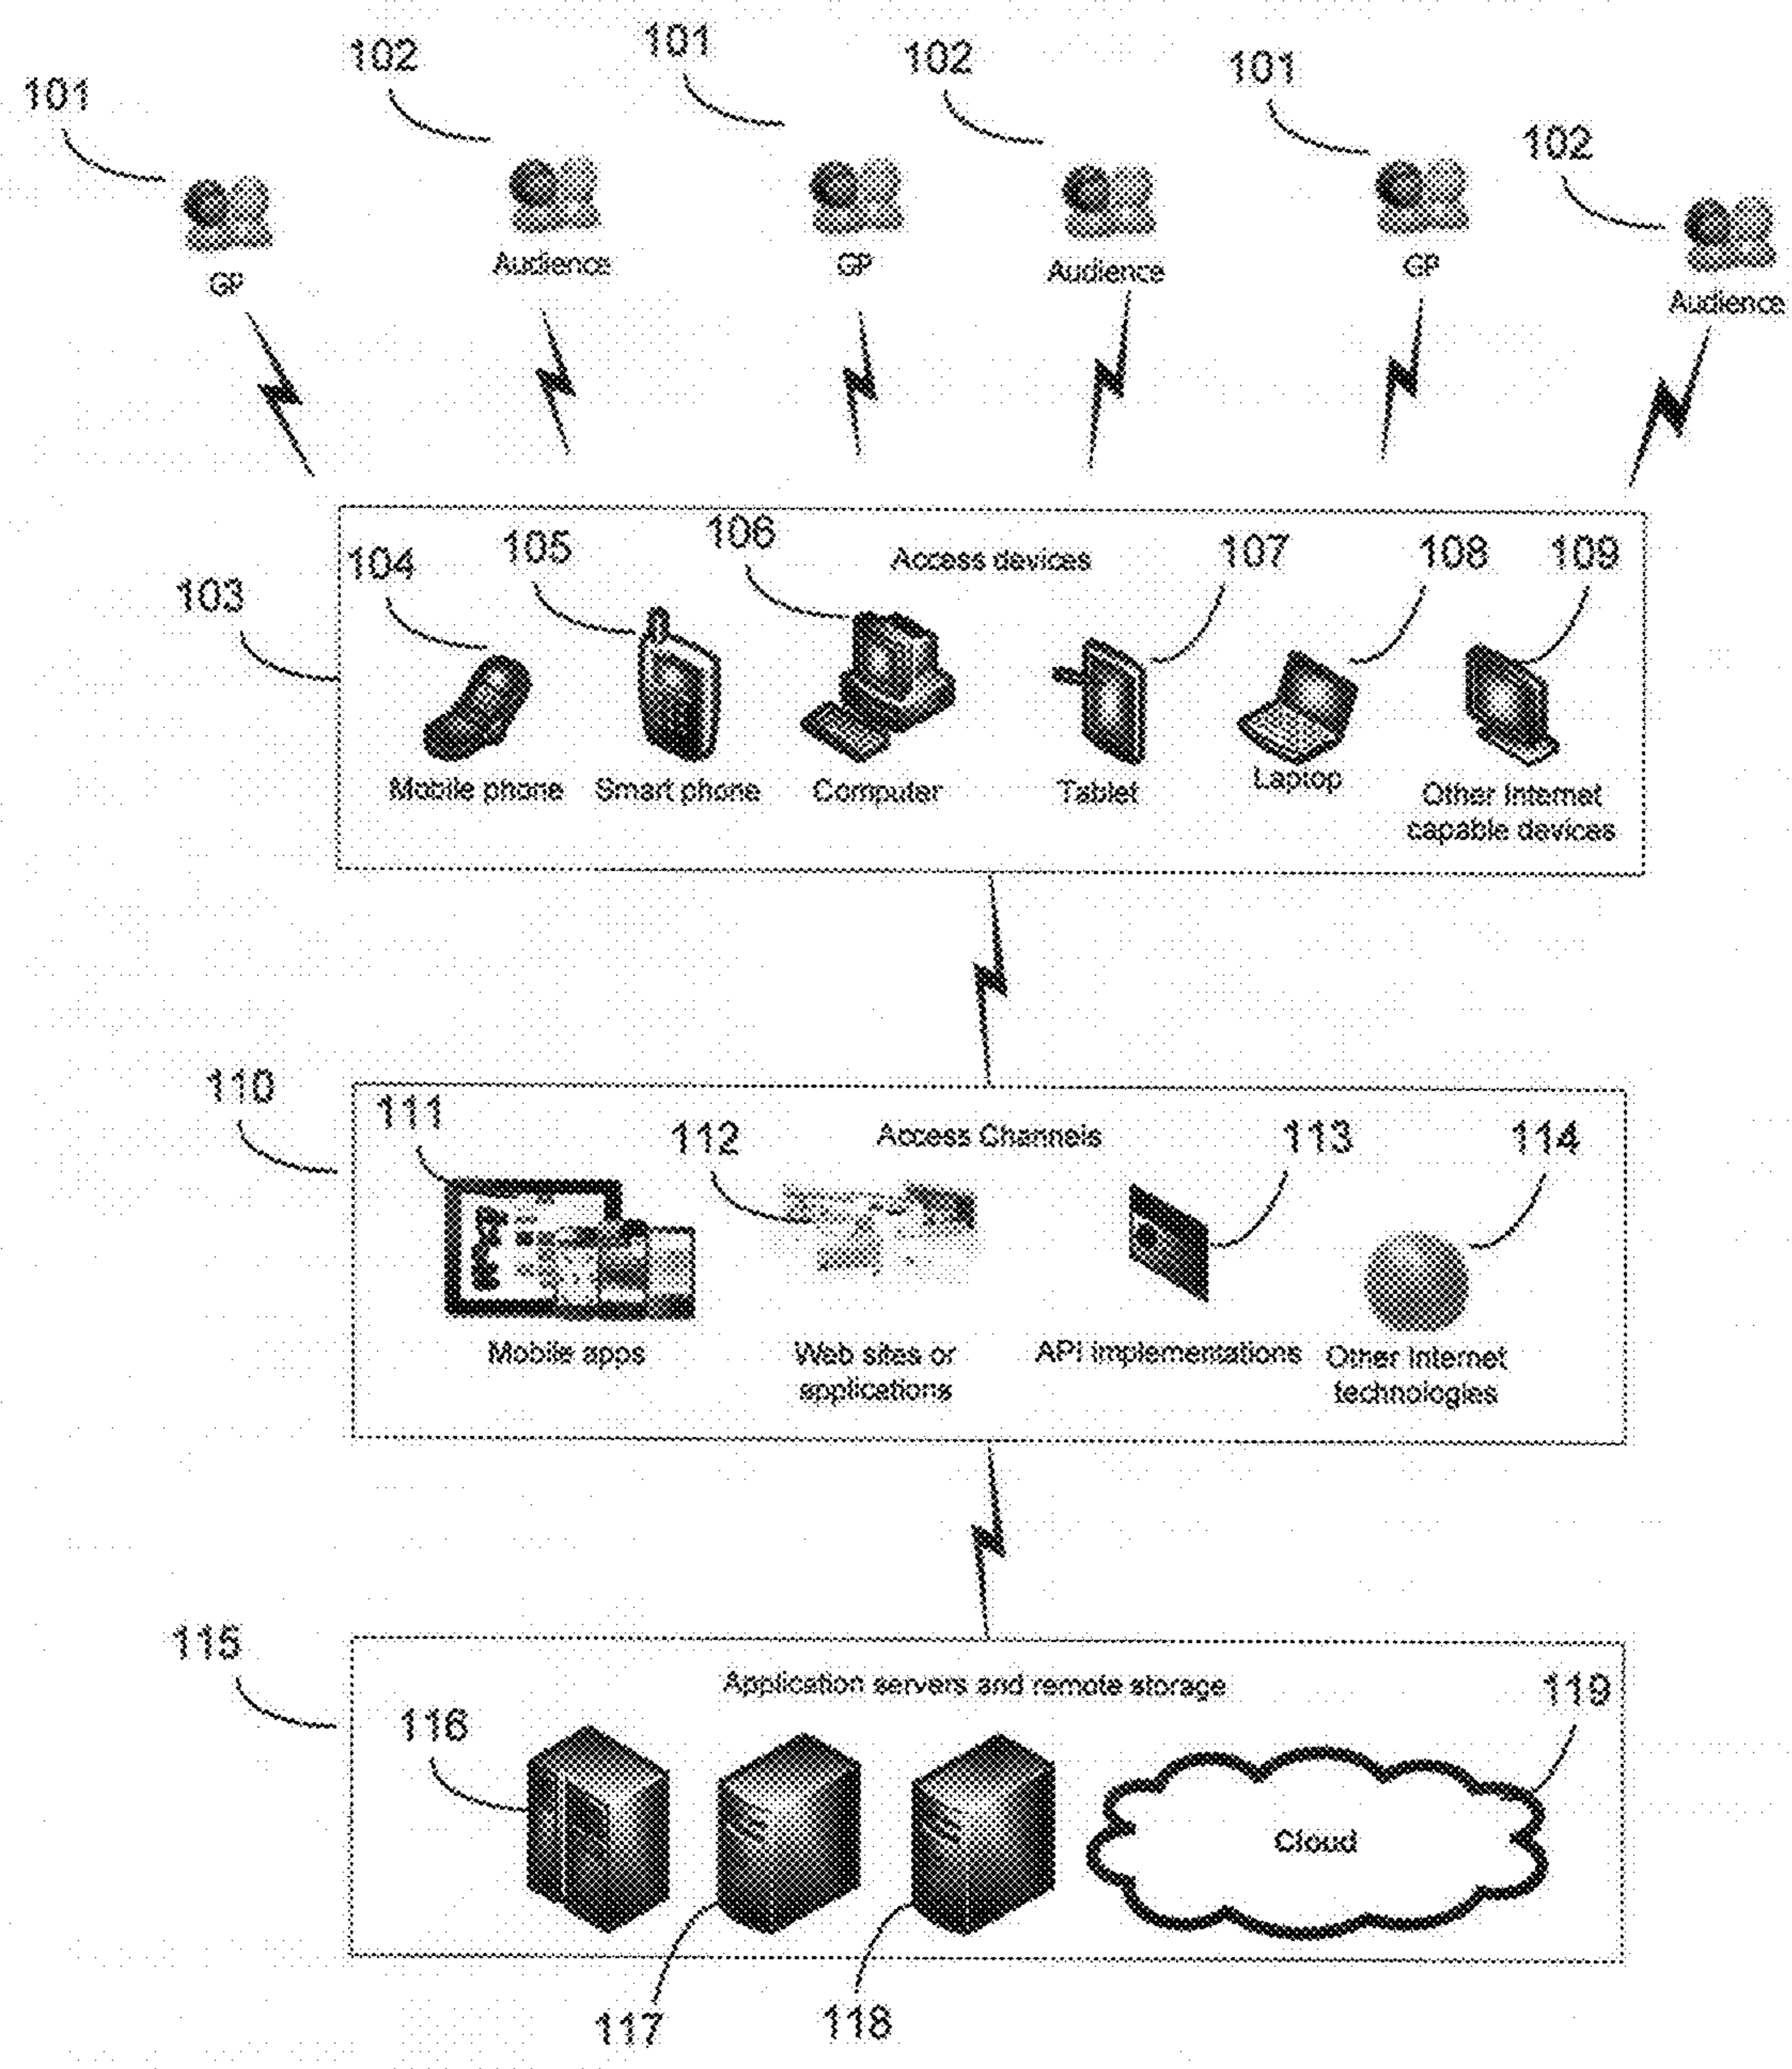 101
102
101
102
101
102
GP
Audience
GP
Audience
GP
Audience
103
104
105
106
Access devices
107
108
109
Mobile phone
Smart phone
Computer
Tablet
Laptop
Other Internet
capable devices
110
111
112
Access Channels
113
114
Mobile apps
Web sites or
applications
API implementations
Other Internet
technologies
115
Application servers and remote storage
116
119
Cloud
117
118